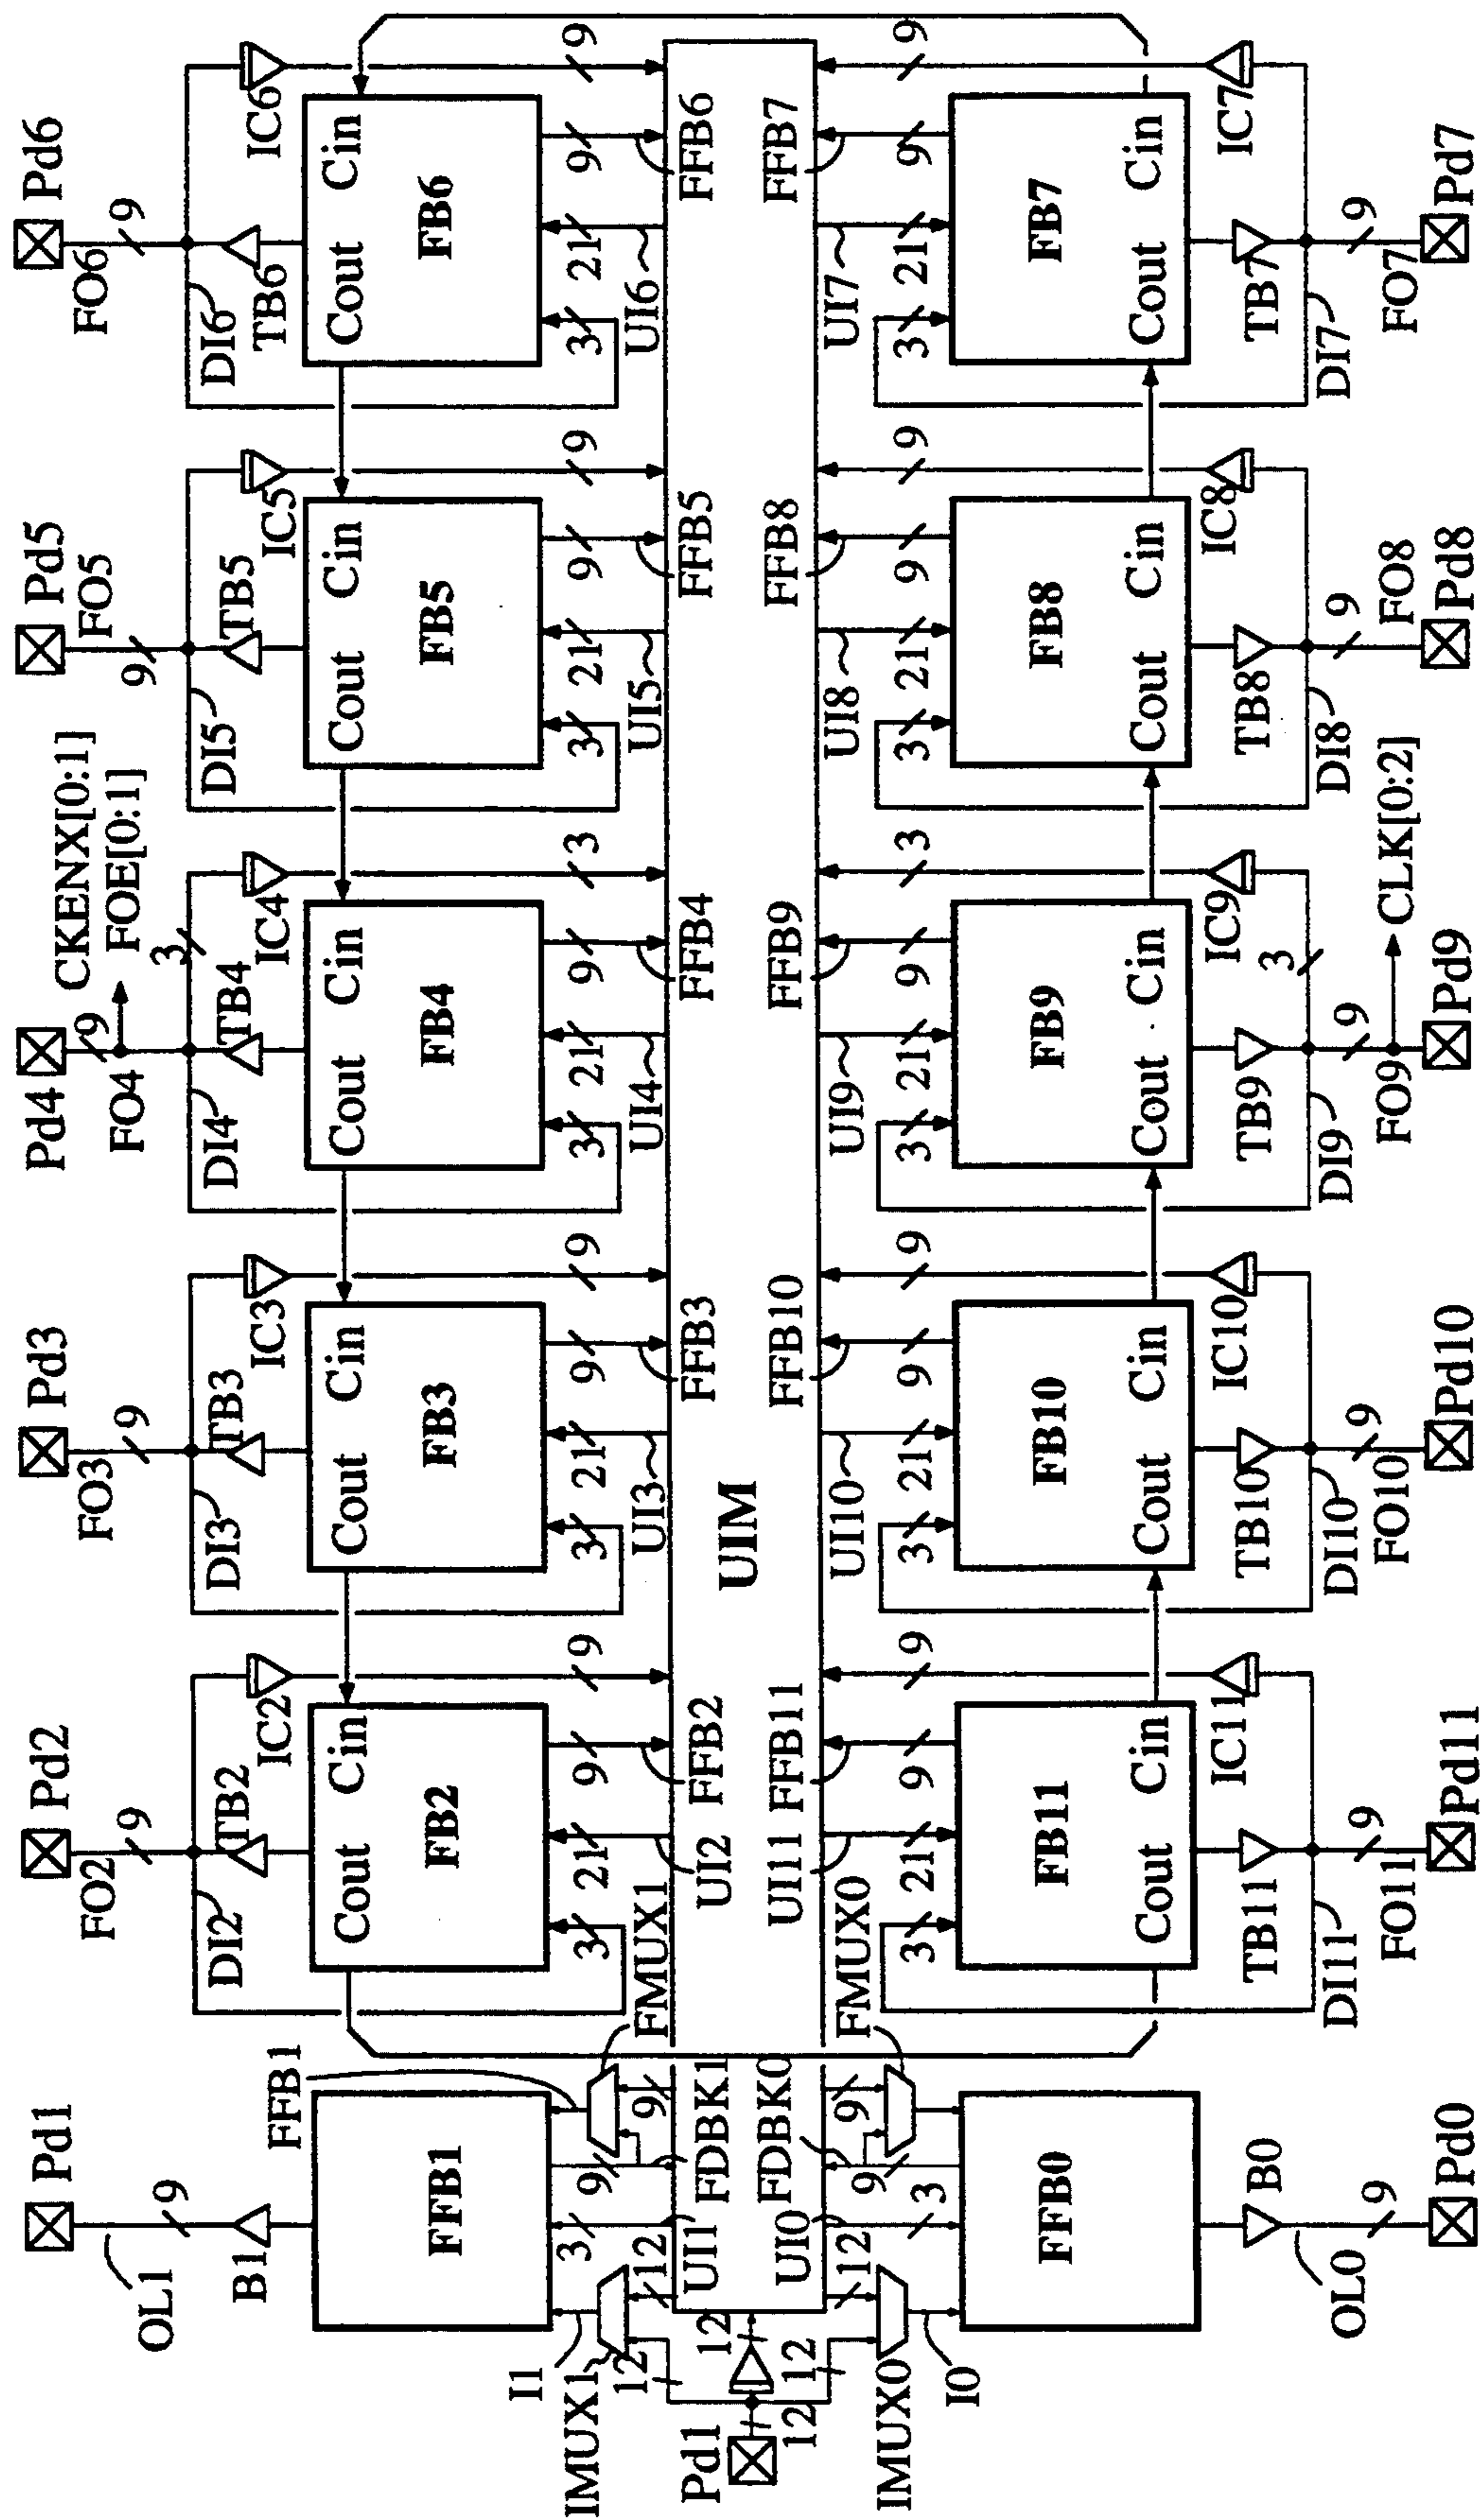 Pd1
Pd2
Pd3
Pd4
Pd5
Pd6
OL1
9
FO2
9
FO3
9
FO4
9
CKENX[0:1]
FOE[0:1]
FO5
9
FO6
9
B1
DI2
TB2
IC2
DI3
TB3
IC3
DI4
TB4
3
IC4
DI5
TB5
IC5
DI6
TB6
IC6
FFB1
FFB1
Cout
Cin
FB2
Cout
Cin
FB3
Cout
Cin
FB4
Cout
Cin
FB5
Cout
Cin
FB6
I1
IMUX1
12
12
3
9
9
FMUX1
3
21
9
9
3
21
9
9
3
21
9
3
3
21
9
9
3
21
9
9
UI1
FDBK1
UI2
FFB2
UI3
FFB3
UI4
FFB4
UI5
FFB5
UI6
FFB6
Pd1
12
12
UIM
UI0
FDBK0
UI11
FFB11
UI10
FFB10
UI9
FFB9
UI8
FFB8
UI7
FFB7
12
12
IMUX0
I0
3
9
9
FMUX0
3
21
9
9
3
21
9
9
3
21
9
3
3
21
9
9
3
21
9
9
FFB0
FB11
Cout
Cin
FB10
Cout
Cin
FB9
Cout
Cin
FB8
Cout
Cin
FB7
Cout
Cin
B0
TB11
IC11
TB10
IC10
TB9
IC9
3
TB8
IC8
TB7
IC7
OL0
9
DI11
FO11
9
DI10
FO10
9
DI9
FO9
9
CLK[0:2]
DI8
FO8
9
DI7
FO7
9
Pd0
Pd11
Pd10
Pd9
Pd8
Pd7